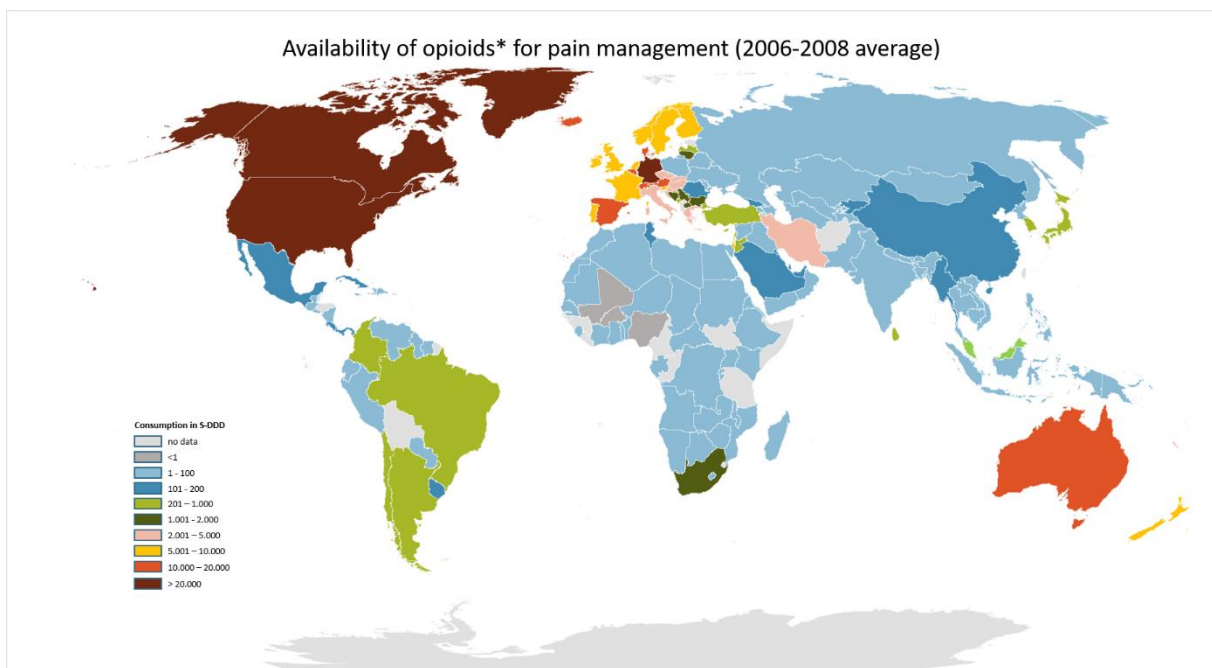 Availability of opioids* for pain management (2006-2008 average)
Consumption in S-DDD
no data
<1
1 - 100
101 - 200
201 – 1.000
1.001 - 2.000
2.001 – 5.000
5.001 – 10.000
10.000 – 20.000
> 20.000